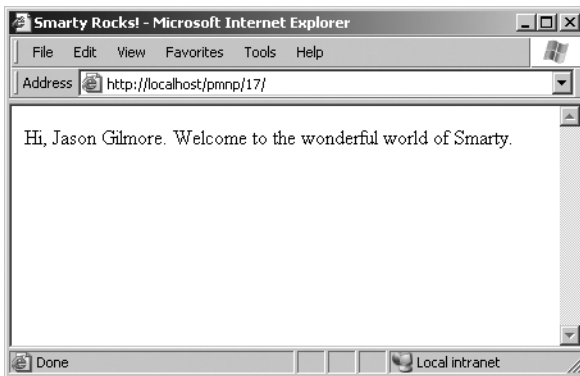 Smarty Rocks! - Microsoft Internet Explorer
File Edit View Favorites Tools Help
Address http://localhost/pmnp/17/
Hi, Jason Gilmore. Welcome to the wonderful world of Smarty.
Done Local intranet